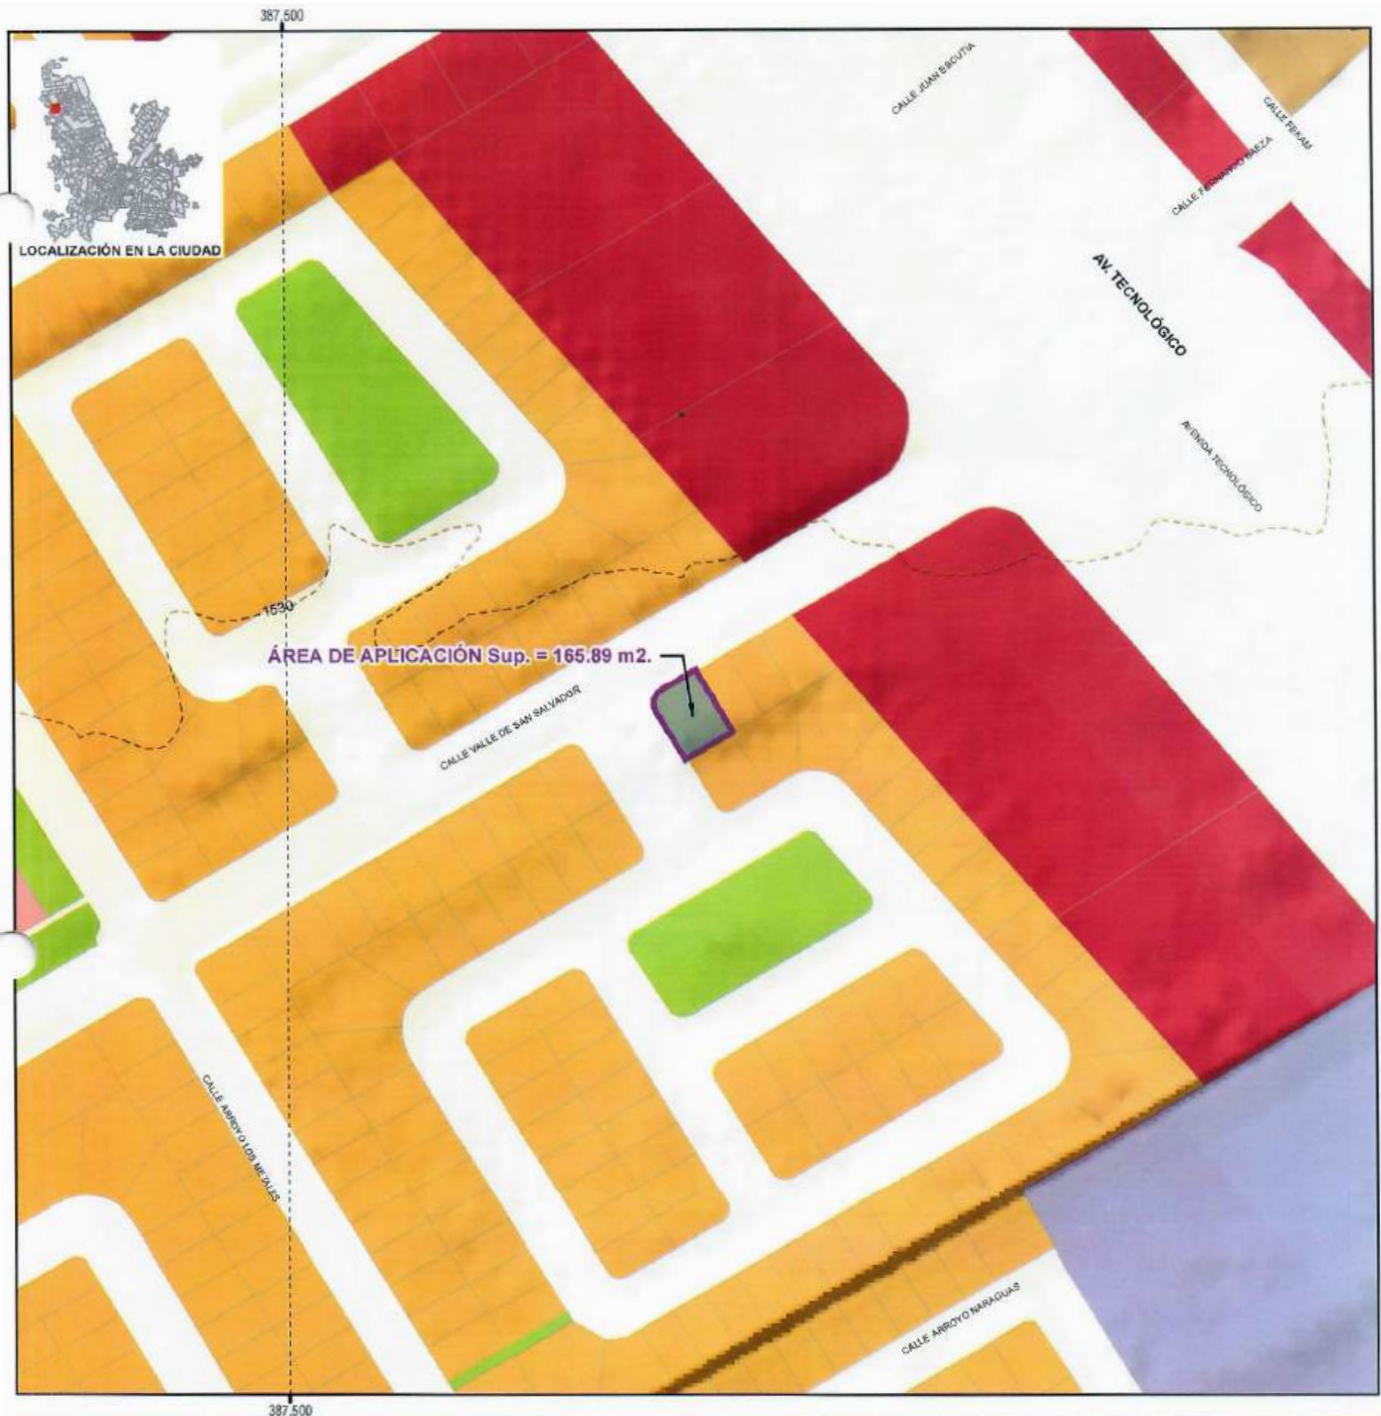 387,500
CALLE JUAN ESCUTIA
CALLE PEKAM
CALLE FERNANDO BAEZA
LOCALIZACIÓN EN LA CIUDAD
AV. TECNOLÓGICO
AVENIDA TECNOLÓGICO
1530
ÁREA DE APLICACIÓN Sup. = 165.89 m2.
CALLE VALLE DE SAN SALVADOR
CALLE ARROYO LOS METALES
CALLE ARROYO NARAGUAS
387,500